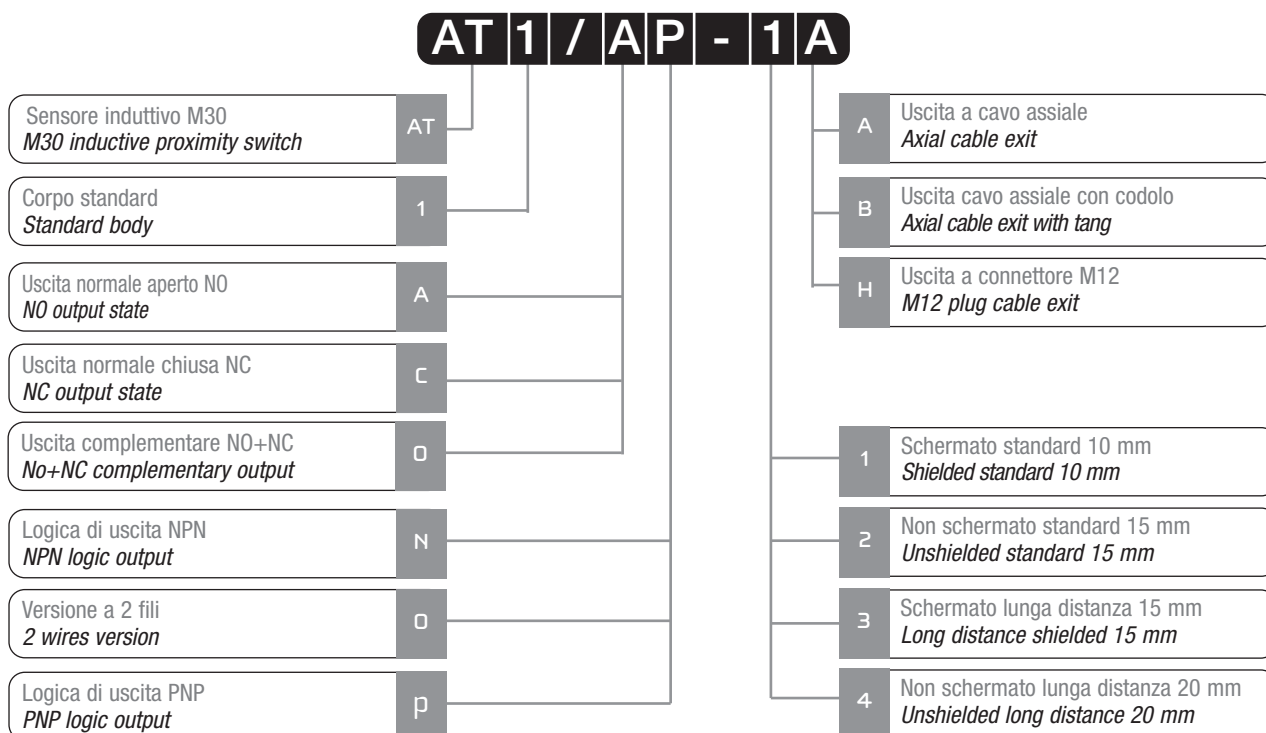 AT1/AP-1A
Sensore induttivo M30
M30 inductive proximity switch
AT
Corpo standard
Standard body
1
Uscita normale aperto NO
NO output state
A
Uscita normale chiusa NC
NC output state
C
Uscita complementare NO+NC
No+NC complementary output
0
Logica di uscita NPN
NPN logic output
N
Versione a 2 fili
2 wires version
0
Logica di uscita PNP
PNP logic output
p
A
Uscita a cavo assiale
Axial cable exit
B
Uscita cavo assiale con codolo
Axial cable exit with tang
H
Uscita a connettore M12
M12 plug cable exit
1
Schermato standard 10 mm
Shielded standard 10 mm
2
Non schermato standard 15 mm
Unshielded standard 15 mm
3
Schermato lunga distanza 15 mm
Long distance shielded 15 mm
4
Non schermato lunga distanza 20 mm
Unshielded long distance 20 mm